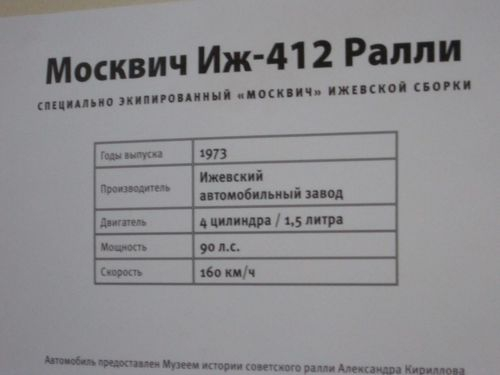 Москвич Иж-412 Ралли
СПЕЦИАЛЬНО ЭКИПИРОВАННЫЙ «МОСКВИЧ» ИЖЕВСКОЙ СБОРКИ
Годы выпуска 1973
Производитель Ижевский
автомобильный завод
Двигатель 4 цилиндра / 1,5 литра
Мощность 90 л.с.
Скорость 160 км/ч
Автомобиль предоставлен Музеем истории советского ралли Александра Кириллова